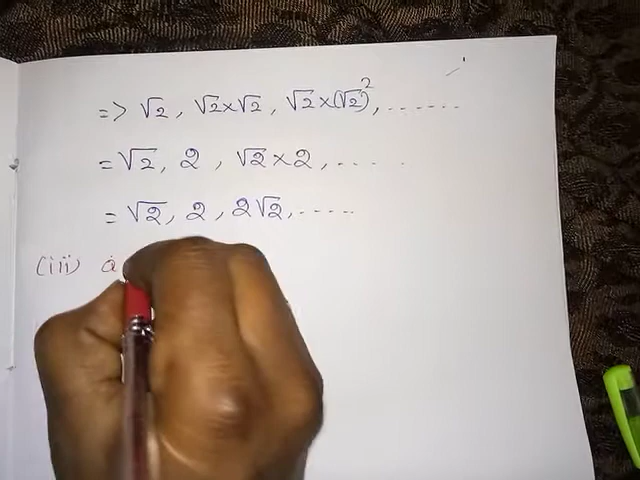 => √2, √2×√2, √2×(√2)², ......
= √2, 2, √2×2, .....
= √2, 2, 2√2, .....
(iii) a